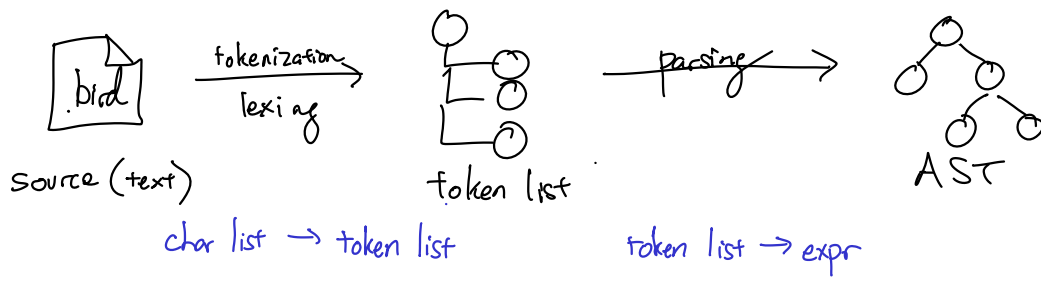 tokenization
parsing
.bird
lexing
source (text)
token list
AST
char list → token list
token list → expr